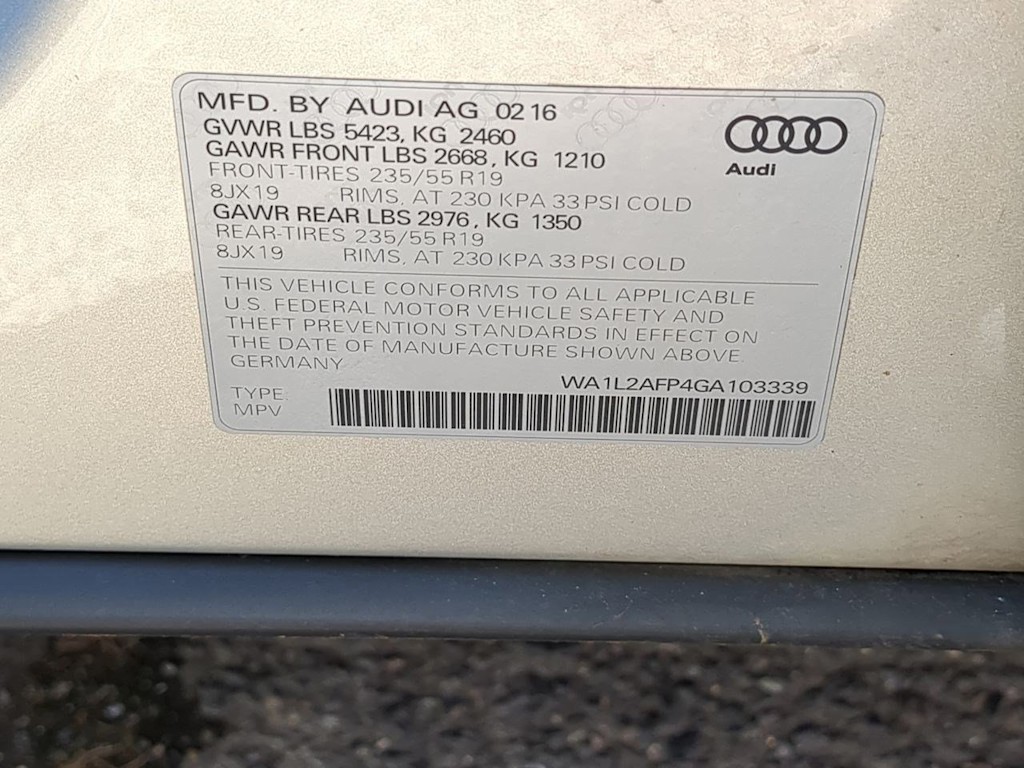 MFD. BY AUDI AG 02 16
GVWR LBS 5423, KG 2460
GAWR FRONT LBS 2668, KG 1210
FRONT-TIRES 235/55 R19
8JX19 RIMS, AT 230 KPA 33 PSI COLD
GAWR REAR LBS 2976, KG 1350
REAR-TIRES 235/55 R19
8JX19 RIMS, AT 230 KPA 33 PSI COLD
Audi
THIS VEHICLE CONFORMS TO ALL APPLICABLE
U.S. FEDERAL MOTOR VEHICLE SAFETY AND
THEFT PREVENTION STANDARDS IN EFFECT ON
THE DATE OF MANUFACTURE SHOWN ABOVE.
GERMANY
WA1L2AFP4GA103339
TYPE:
MPV